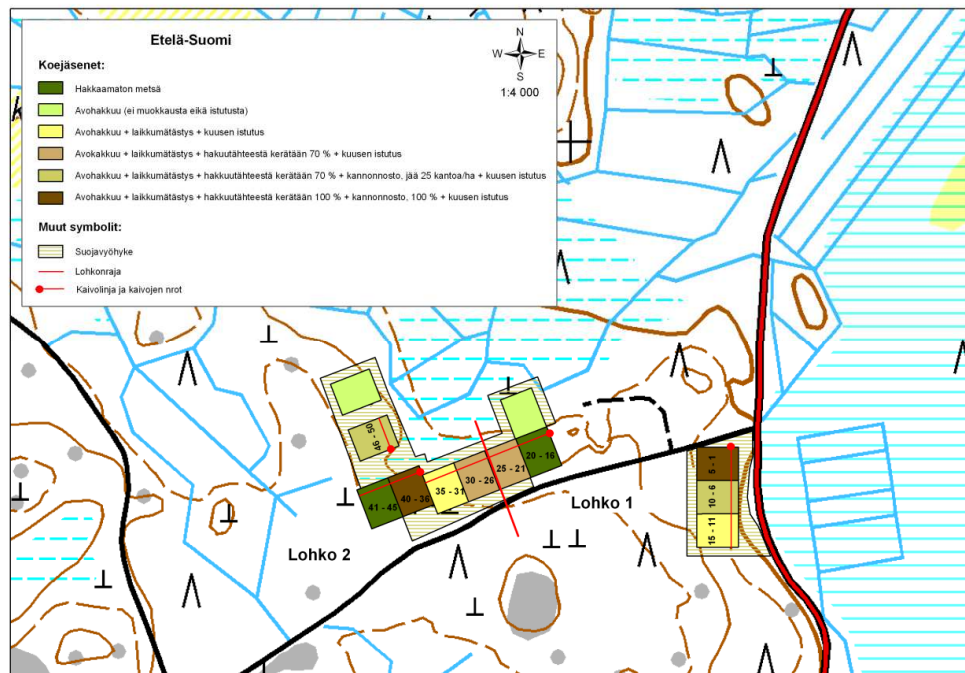 Etelä-Suomi
N
W E
S
1:4 000
Koejäsenet:
Hakkaamaton metsä
Avohakkuu (ei muokkausta eikä istutusta)
Avohakkuu + laikkumätästys + kuusen istutus
Avokakkuu + laikkumätästys + hakuutähteestä kerätään 70 % + kuusen istutus
Avohakkuu + laikkumätästys + hakkuutähteestä kerätään 70 % + kannonnosto, jää 25 kantoa/ha + kuusen istutus
Avohakkuu + laikkumätästys + hakkuutähteestä kerätään 100 % + kannonnosto, 100 % + kuusen istutus
Muut symbolit:
Suojavyöhyke
Lohkonraja
Kaivolinja ja kaivojen nrot
46 - 50
41 - 45
40 - 36
35 - 31
30 - 26
25 - 21
20 - 16
5 - 1
10 - 6
15 - 11
Lohko 1
Lohko 2